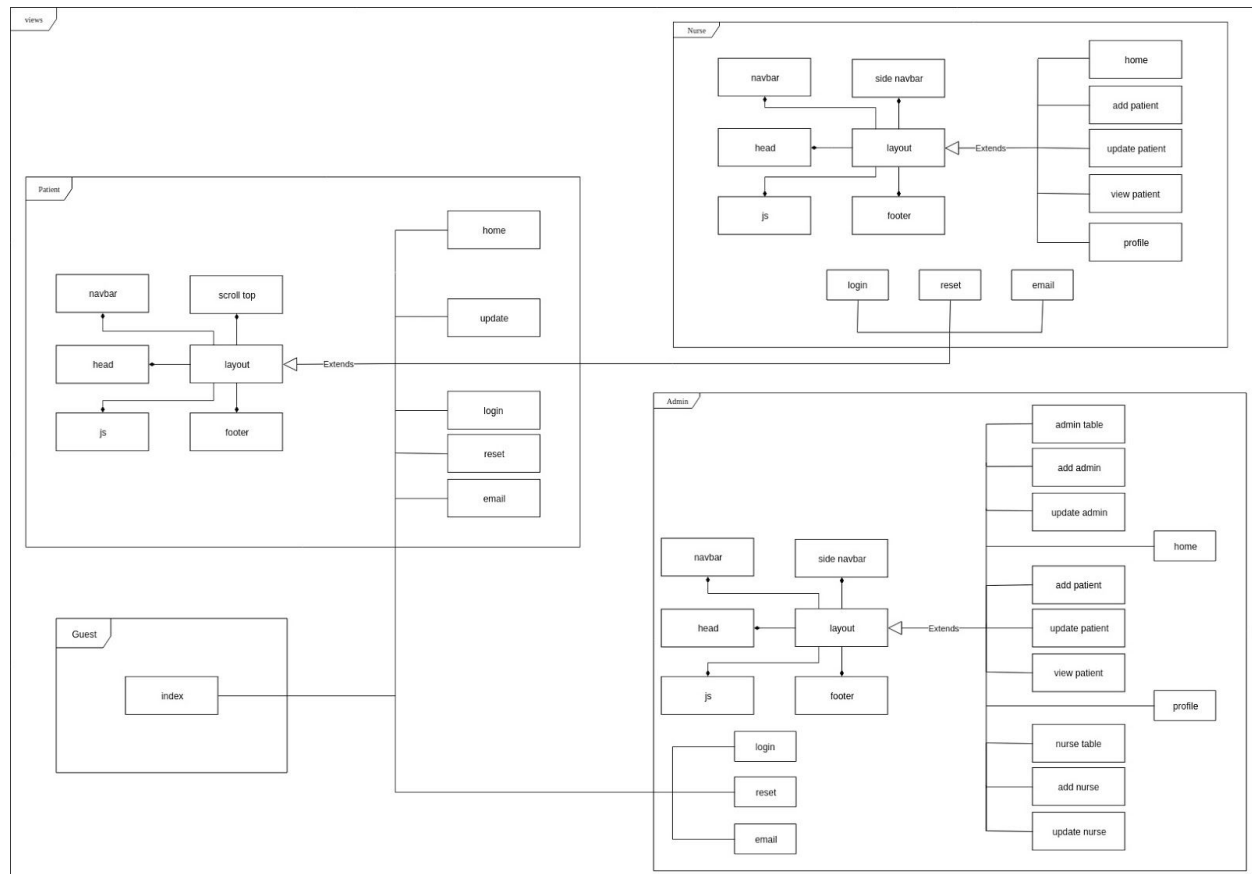 views
Nurse
navbar
side navbar
home
add patient
head
layout
Extends
update patient
view patient
js
footer
profile
login
reset
email
Patient
home
navbar
scroll top
update
head
layout
Extends
login
js
footer
reset
email
Guest
index
Admin
admin table
add admin
update admin
home
navbar
side navbar
add patient
head
layout
Extends
update patient
view patient
js
footer
profile
login
nurse table
reset
add nurse
email
update nurse